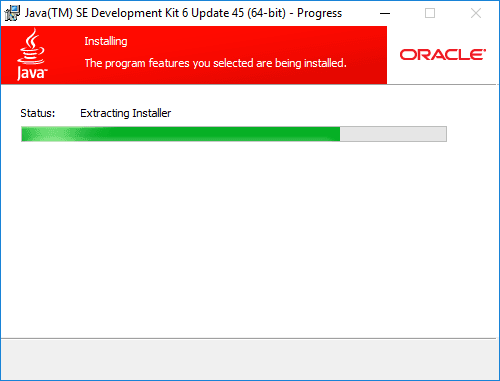 Java(TM) SE Development Kit 6 Update 45 (64-bit) - Progress
Installing
The program features you selected are being installed.
Java™
ORACLE®
Status: Extracting Installer